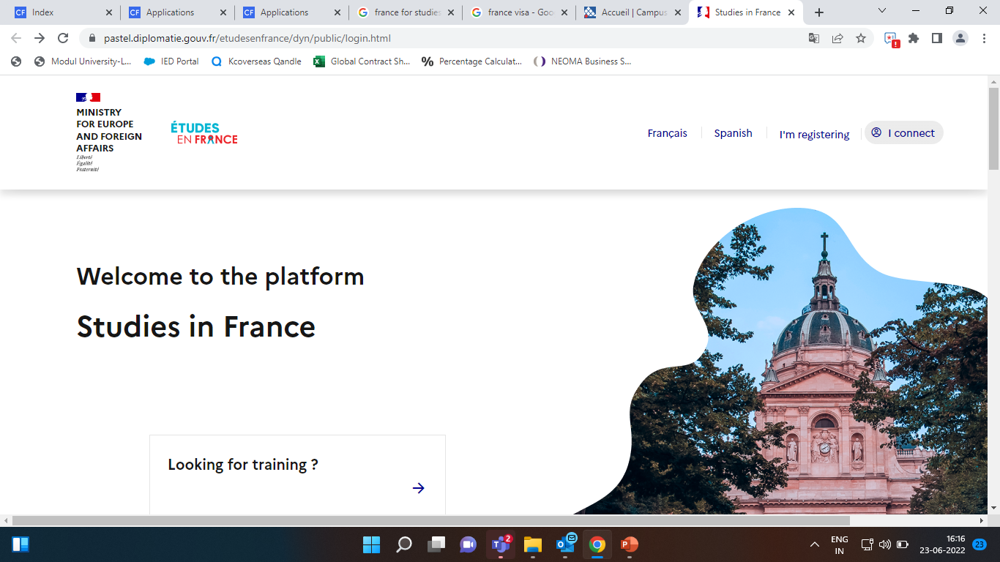 CF Index
CF Applications
CF Applications
france for studies
france visa - Goo
Accueil | Campus
Studies in France
pastel.diplomatie.gouv.fr/etudesenfrance/dyn/public/login.html
Modul University-L...
IED Portal
Kcoverseas Qandle
Global Contract Sh...
Percentage Calculat...
NEOMA Business S...
MINISTRY
FOR EUROPE
AND FOREIGN
AFFAIRS
Liberté
Égalité
Fraternité
ÉTUDES
EN FRANCE
Français
Spanish
I'm registering
I connect
Welcome to the platform
Studies in France
Looking for training ?
2
ENG
IN
16:16
23-06-2022
23